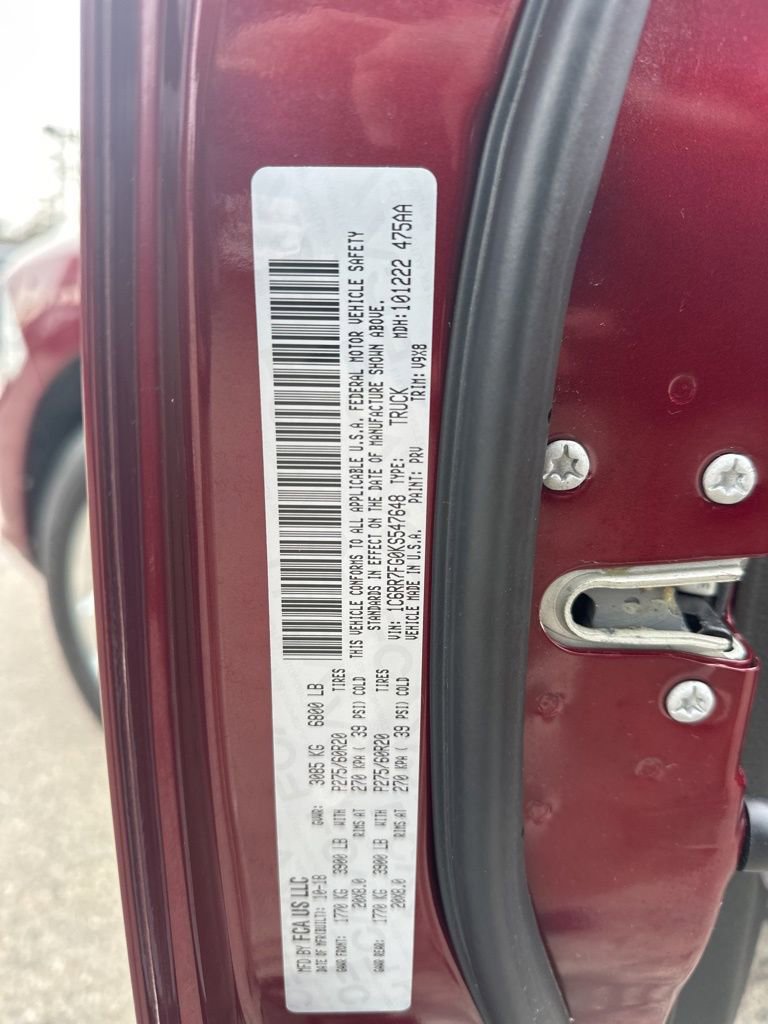 MFD.BY FCA US LLC
DATE OF MFR(BUILT): 10-18 GVWR: 3085 KG 6800 LB
GAWR FRONT: 1770 KG 3900 LB WITH P275/60R20 TIRES
20X8.0 RIMS AT 270 KPA ( 39 PSI) COLD
GAWR REAR: 1770 KG 3900 LB WITH P275/60R20 TIRES
20X8.0 RIMS AT 270 KPA ( 39 PSI) COLD
THIS VEHICLE CONFORMS TO ALL APPLICABLE U.S.A. FEDERAL MOTOR VEHICLE SAFETY
STANDARDS IN EFFECT ON THE DATE OF MANUFACTURE SHOWN ABOVE.
VIN: 1C6RR7FG0KS547648 TYPE: TRUCK MDH:101222 475AA
VEHICLE MADE IN U.S.A. PAINT: PRV TRIM: V9X8